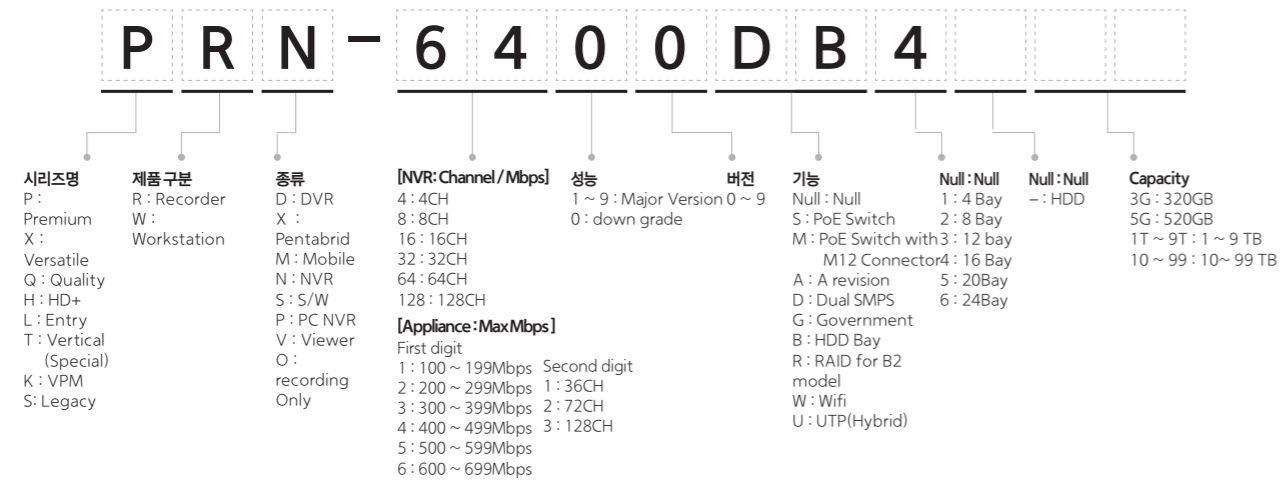 PRN-6400DB4
시리즈명
P :
Premium
X :
Versatile
Q : Quality
H : HD+
L : Entry
T : Vertical
(Special)
K : VPM
S: Legacy
제품 구분
R : Recorder
W :
Workstation
종류
D : DVR
X :
Pentabrid
M : Mobile
N : NVR
S : S/W
P : PC NVR
V : Viewer
O :
recording
Only
[NVR: Channel / Mbps]
4 : 4CH
8 : 8CH
16 : 16CH
32 : 32CH
64 : 64CH
128 : 128CH
[Appliance : Max Mbps ]
First digit
1 : 100 ~ 199Mbps
2 : 200 ~ 299Mbps
3 : 300 ~ 399Mbps
4 : 400 ~ 499Mbps
5 : 500 ~ 599Mbps
6 : 600 ~ 699Mbps
Second digit
1 : 36CH
2 : 72CH
3 : 128CH
성능
1 ~ 9 : Major Version
0 : down grade
버전
0 ~ 9
기능
Null : Null
S : PoE Switch
M : PoE Switch with
M12 Connector
A : A revision
D : Dual SMPS
G : Government
B : HDD Bay
R : RAID for B2
model
W : Wifi
U : UTP(Hybrid)
Null : Null
1 : 4 Bay
2 : 8 Bay
3 : 12 bay
4 : 16 Bay
5 : 20Bay
6 : 24Bay
Null : Null
– : HDD
Capacity
3G : 320GB
5G : 520GB
1T ~ 9T : 1 ~ 9 TB
10 ~ 99 : 10~ 99 TB